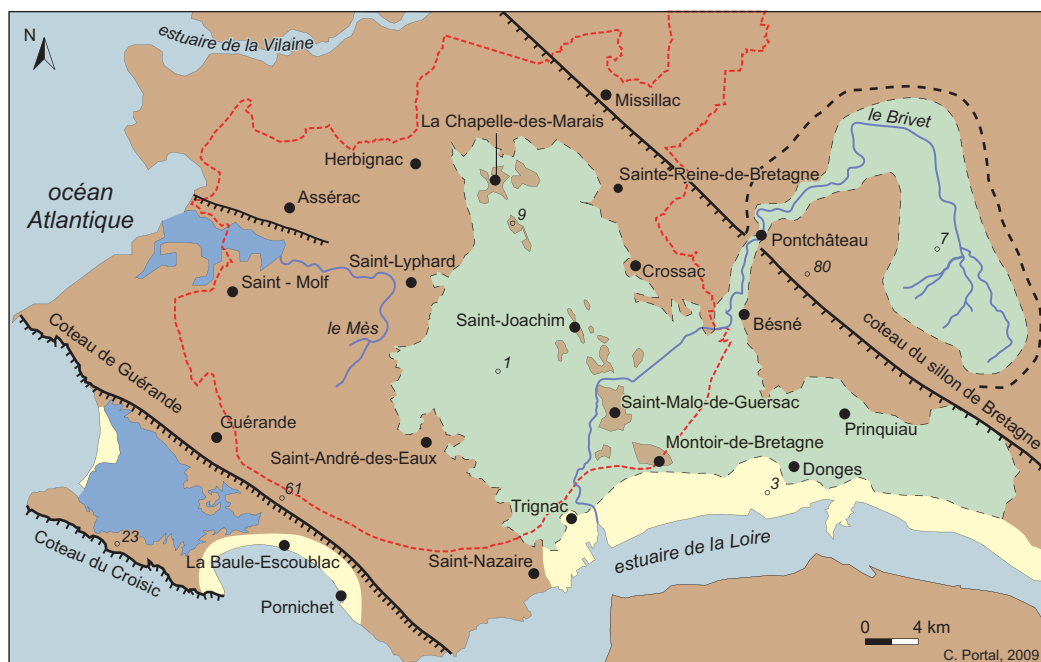 N
estuaire de la Vilaine
Missillac
La Chapelle-des-Marais
le Brivet
Herbignac
Sainte-Reine-de-Bretagne
océan
Atlantique
Assérac
9
Pontchâteau
7
Saint-Lyphard
Crossac
80
Saint - Molf
Saint-Joachim
Bésné
le Mès
coteau du sillon de Bretagne
Coteau de Guérande
1
Saint-Malo-de-Guersac
Prinquiau
Guérande
Saint-André-des-Eaux
Montoir-de-Bretagne
Donges
61
3
Trignac
23
Coteau du Croisic
La Baule-Escoublac
Saint-Nazaire
estuaire de la Loire
Pornichet
0 4 km
C. Portal, 2009